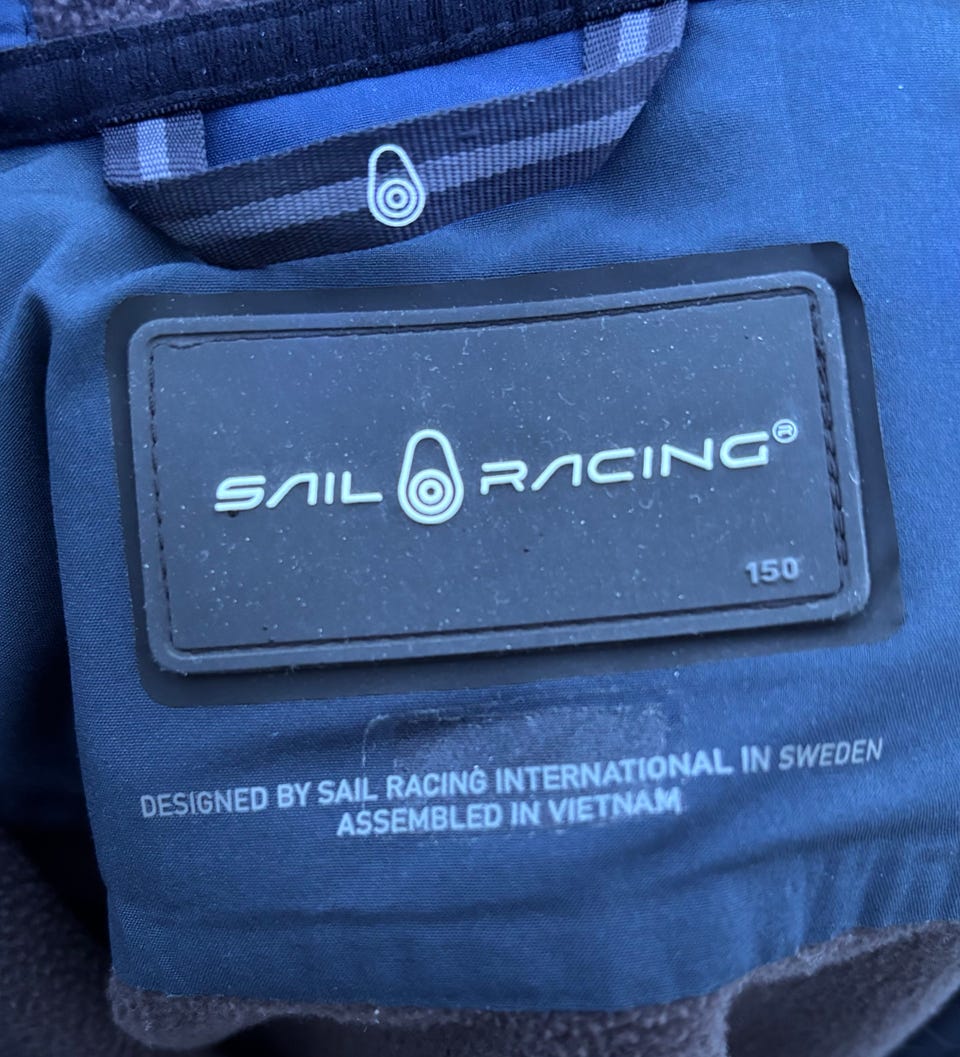 SAIL RACING®
150
DESIGNED BY SAIL RACING INTERNATIONAL IN SWEDEN
ASSEMBLED IN VIETNAM